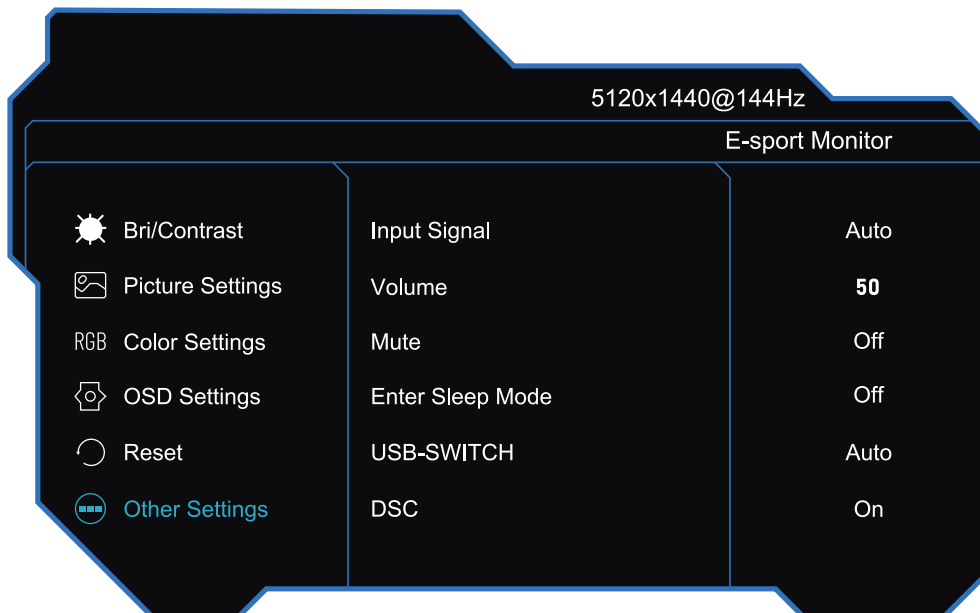 5120x1440@144Hz
E-sport Monitor
Bri/Contrast Input Signal Auto
Picture Settings Volume 50
RGB Color Settings Mute Off
OSD Settings Enter Sleep Mode Off
Reset USB-SWITCH Auto
Other Settings DSC On